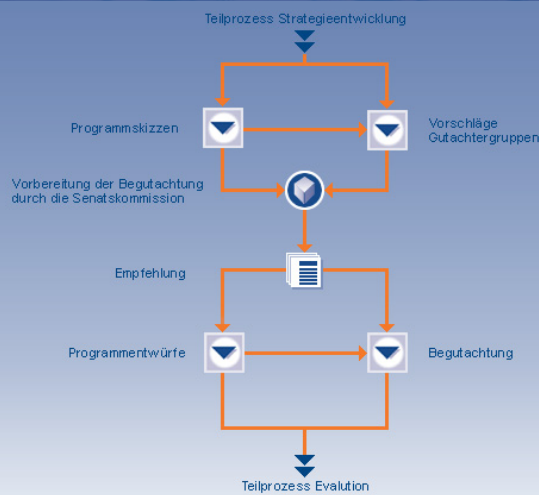 Teilprozess Strategieentwicklung
Programmskizzen
Vorschläge
Gutachtergruppen
Vorbereitung der Begutachtung
durch die Senatskommission
Empfehlung
Programmentwürfe
Begutachtung
Teilprozess Evalution